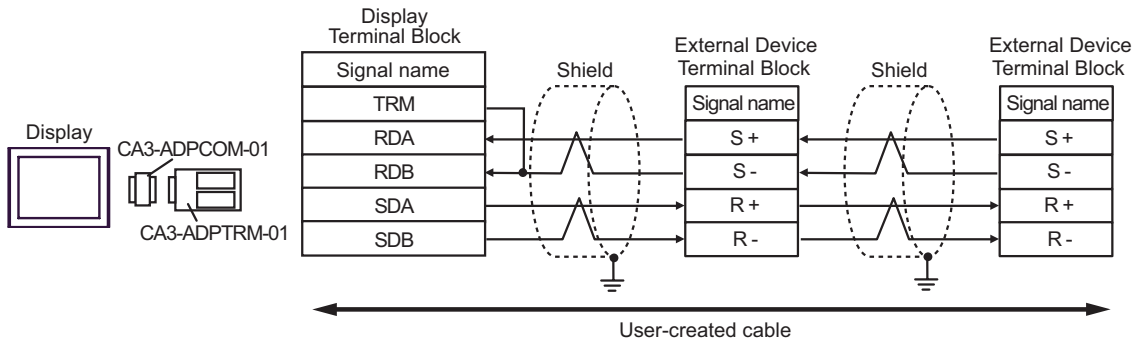 Display
Terminal Block
Signal name
TRM
RDA
RDB
SDA
SDB
Shield
External Device
Terminal Block
Signal name
S +
S -
R +
R -
Shield
External Device
Terminal Block
Signal name
S +
S -
R +
R -
Display
CA3-ADPCOM-01
CA3-ADPTRM-01
User-created cable